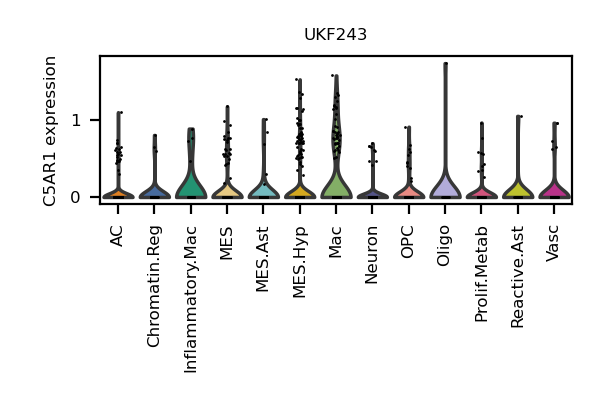 UKF243
C5AR1 expression
1
0
AC
Chromatin.Reg
Inflammatory.Mac
MES
MES.Ast
MES.Hyp
Mac
Neuron
OPC
Oligo
Prolif.Metab
Reactive.Ast
Vasc